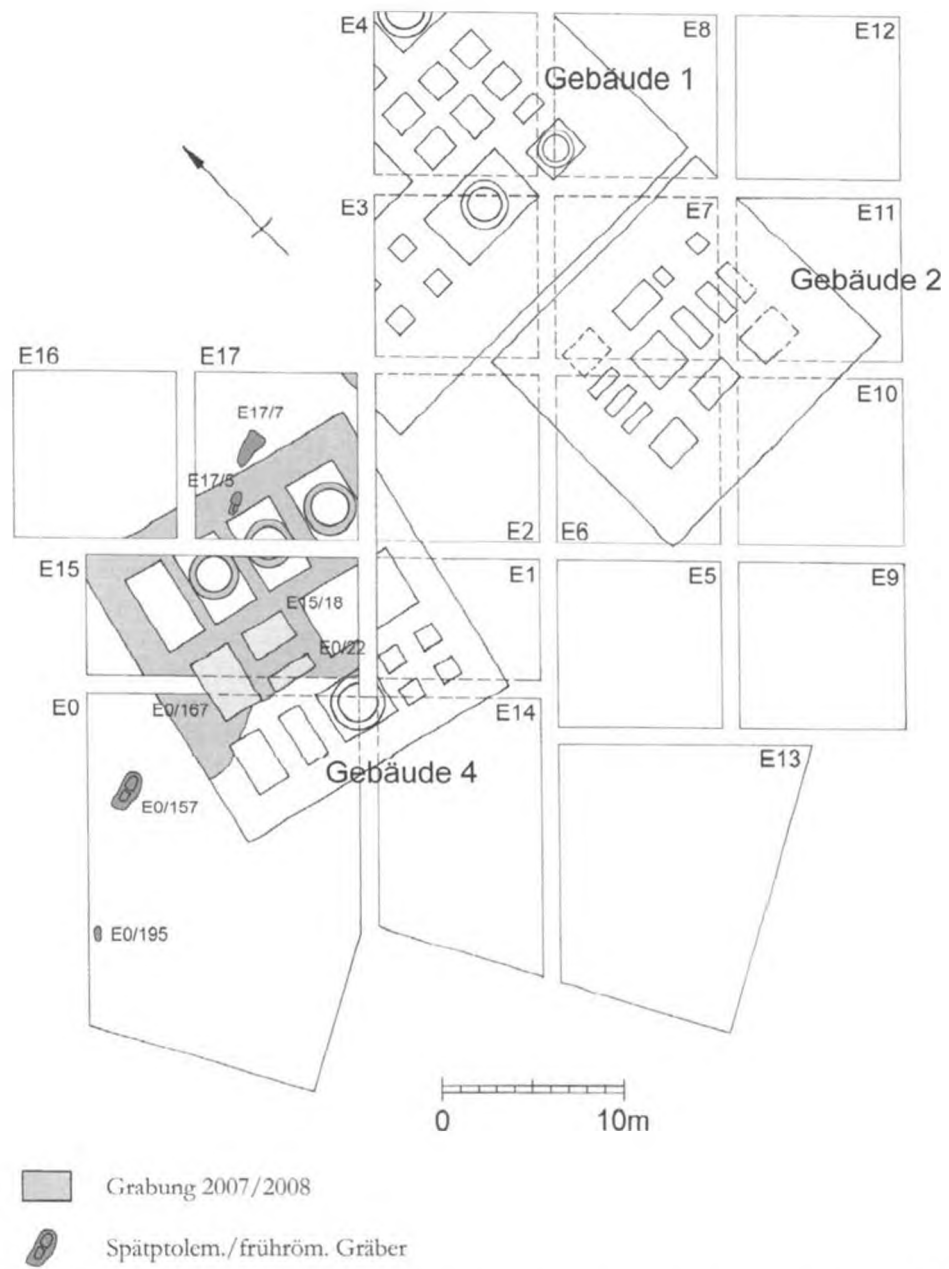 E4
E8
E12
Gebäude 1
E3
E7
E11
Gebäude 2
E16
E17
E17/7
E10
E17/5
E2
E6
E15
E1
E5
E9
E15/18
E0/22
E0
E0/167
E14
Gebäude 4
E13
E0/157
E0/195
0
10m
Grabung 2007/2008
Spätptolem./frühröm. Gräber